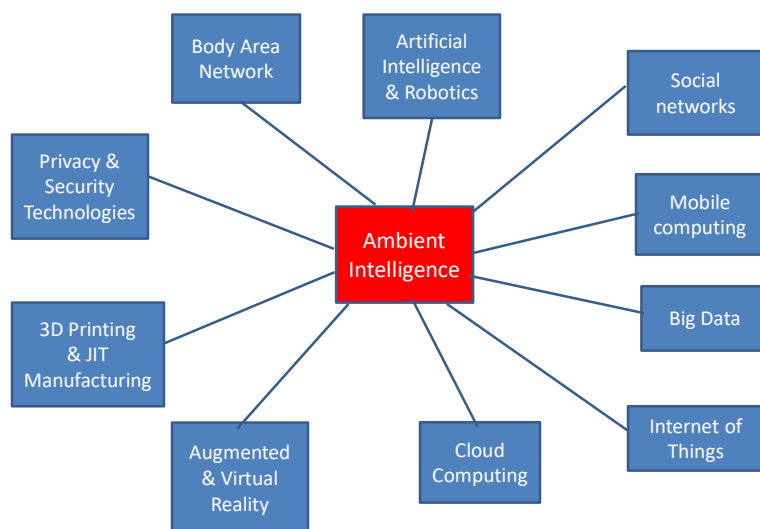 Body Area
Network
Artificial
Intelligence
& Robotics
Social
networks
Privacy &
Security
Technologies
Mobile
computing
Ambient
Intelligence
3D Printing
& JIT
Manufacturing
Big Data
Augmented
& Virtual
Reality
Cloud
Computing
Internet of
Things